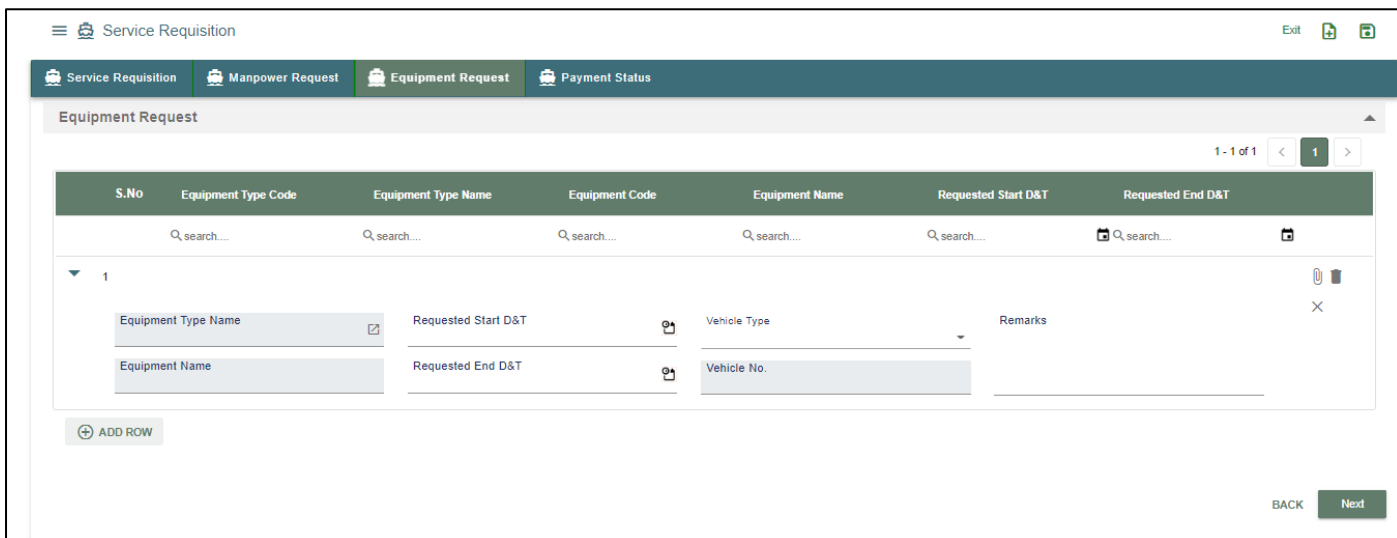 Service Requisition
Exit
Service Requisition Manpower Request Equipment Request Payment Status
Equipment Request
1 - 1 of 1 < 1 >
S.No Equipment Type Code Equipment Type Name Equipment Code Equipment Name Requested Start D&T Requested End D&T
search.... search.... search.... search.... search.... search....
1
Equipment Type Name Requested Start D&T Vehicle Type Remarks
Equipment Name Requested End D&T Vehicle No.
ADD ROW
BACK Next